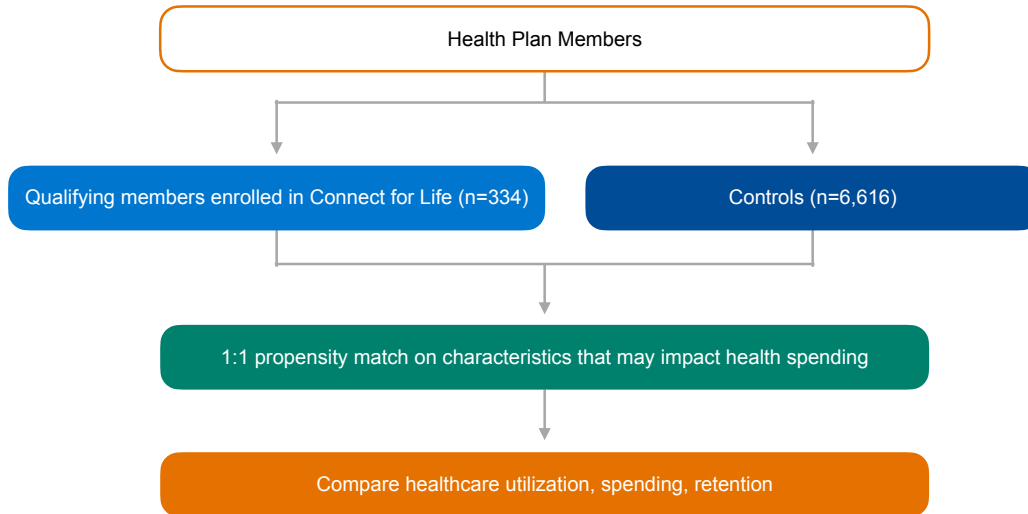 Health Plan Members
Qualifying members enrolled in Connect for Life (n=334)
Controls (n=6,616)
1:1 propensity match on characteristics that may impact health spending
Compare healthcare utilization, spending, retention